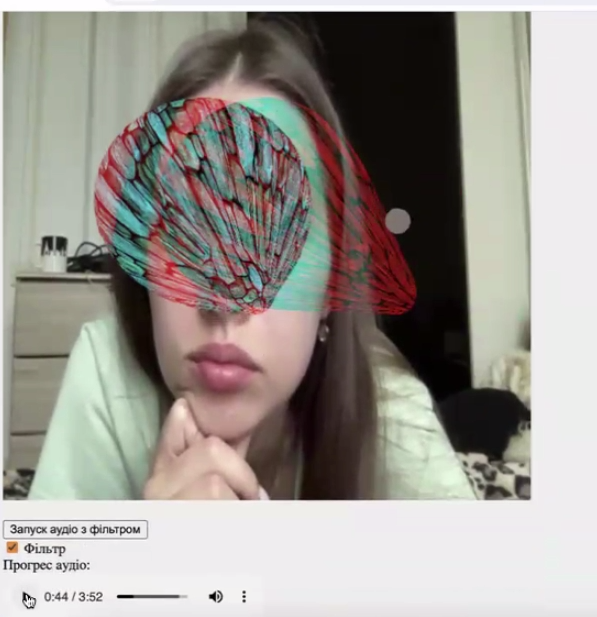 Запуск аудіо з фільтром
Фільтр
Прогрес аудіо:
0:44 / 3:52